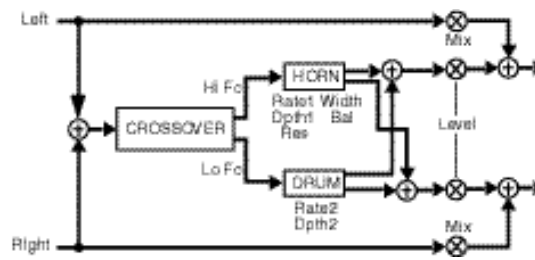 Left
Mix
Hi Fc
HORN
Rate1 Width
Dpth1 Bal
Res
CROSSOVER
Level
Lo Fc
DRUM
Rate2
Dpth2
Mix
Right